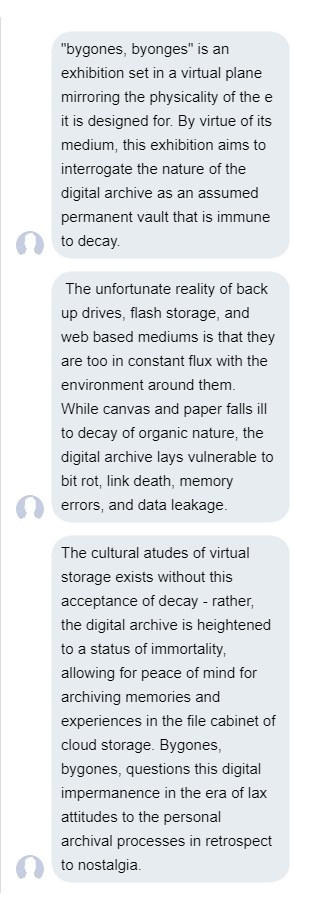 "bygones, byonges" is an
exhibition set in a virtual plane
mirroring the physicality of the e
it is designed for. By virtue of its
medium, this exhibition aims to
interrogate the nature of the
digital archive as an assumed
permanent vault that is immune
to decay.
The unfortunate reality of back
up drives, flash storage, and
web based mediums is that they
are too in constant flux with the
environment around them.
While canvas and paper falls ill
to decay of organic nature, the
digital archive lays vulnerable to
bit rot, link death, memory
errors, and data leakage.
The cultural atudes of virtual
storage exists without this
acceptance of decay - rather,
the digital archive is heightened
to a status of immortality,
allowing for peace of mind for
archiving memories and
experiences in the file cabinet of
cloud storage. Bygones,
bygones, questions this digital
impermanence in the era of lax
attitudes to the personal
archival processes in retrospect
to nostalgia.